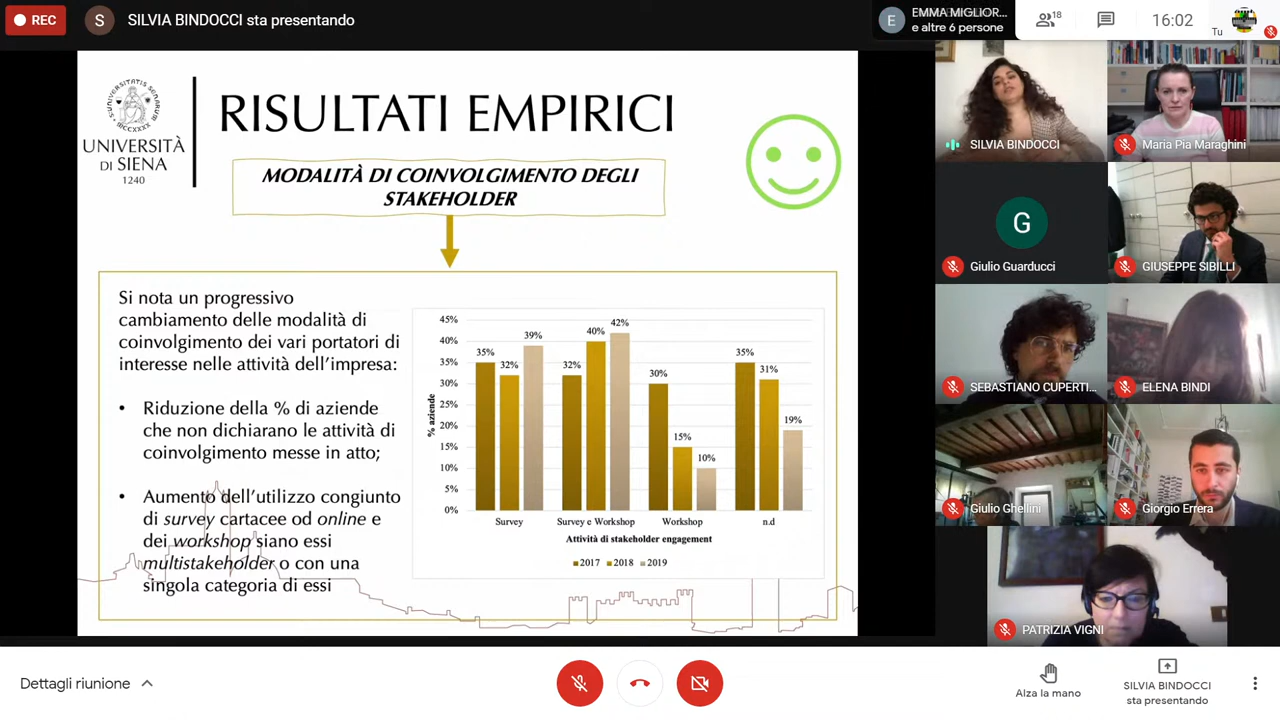 REC
S
SILVIA BINDOCCI sta presentando
E
EMMA MIGLIOR...
e altre 6 persone
18
16:02
Tu
UNIVERSITÀ
DI SIENA
1240
RISULTATI EMPIRICI
MODALITÀ DI COINVOLGIMENTO DEGLI
STAKEHOLDER
Si nota un progressivo
cambiamento delle modalità di
coinvolgimento dei vari portatori di
interesse nelle attività dell'impresa:
• Riduzione della % di aziende
che non dichiarano le attività di
coinvolgimento messe in atto;
• Aumento dell'utilizzo congiunto
di survey cartacee od online e
dei workshop siano essi
multistakeholder o con una
singola categoria di essi
% aziende
45%
40%
35%
30%
25%
20%
15%
10%
5%
0%
35%
32%
39%
32%
40%
42%
30%
15%
10%
35%
31%
19%
Survey
Survey e Workshop
Workshop
n.d
Attività di stakeholder engagement
2017 2018 2019
SILVIA BINDOCCI
Maria Pia Maraghini
G
Giulio Guarducci
GIUSEPPE SIBILLI
SEBASTIANO CUPERTI...
ELENA BINDI
Giulio Ghellini
Giorgio Errera
PATRIZIA VIGNI
Dettagli riunione
Alza la mano
SILVIA BINDOCCI
sta presentando